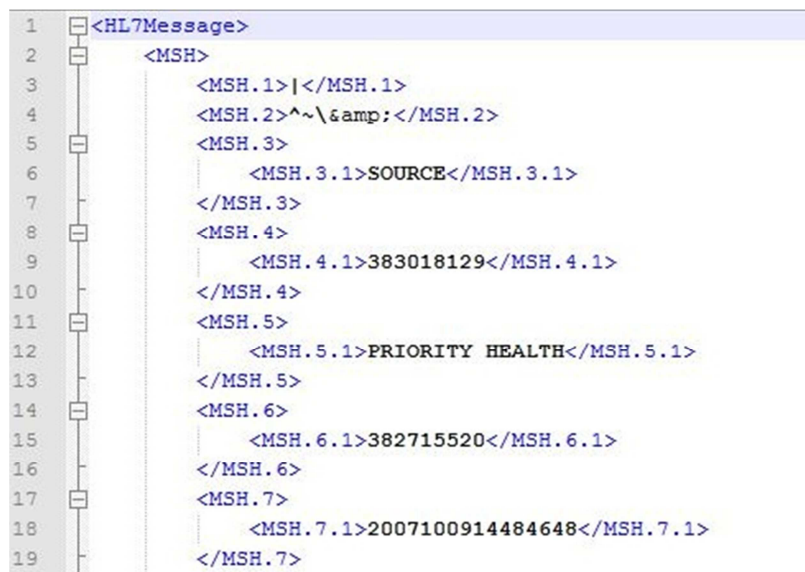 1 <HL7Message>
2 <MSH>
3 <MSH.1>|</MSH.1>
4 <MSH.2>^~\&amp;</MSH.2>
5 <MSH.3>
6 <MSH.3.1>SOURCE</MSH.3.1>
7 </MSH.3>
8 <MSH.4>
9 <MSH.4.1>383018129</MSH.4.1>
10 </MSH.4>
11 <MSH.5>
12 <MSH.5.1>PRIORITY HEALTH</MSH.5.1>
13 </MSH.5>
14 <MSH.6>
15 <MSH.6.1>382715520</MSH.6.1>
16 </MSH.6>
17 <MSH.7>
18 <MSH.7.1>2007100914484648</MSH.7.1>
19 </MSH.7>